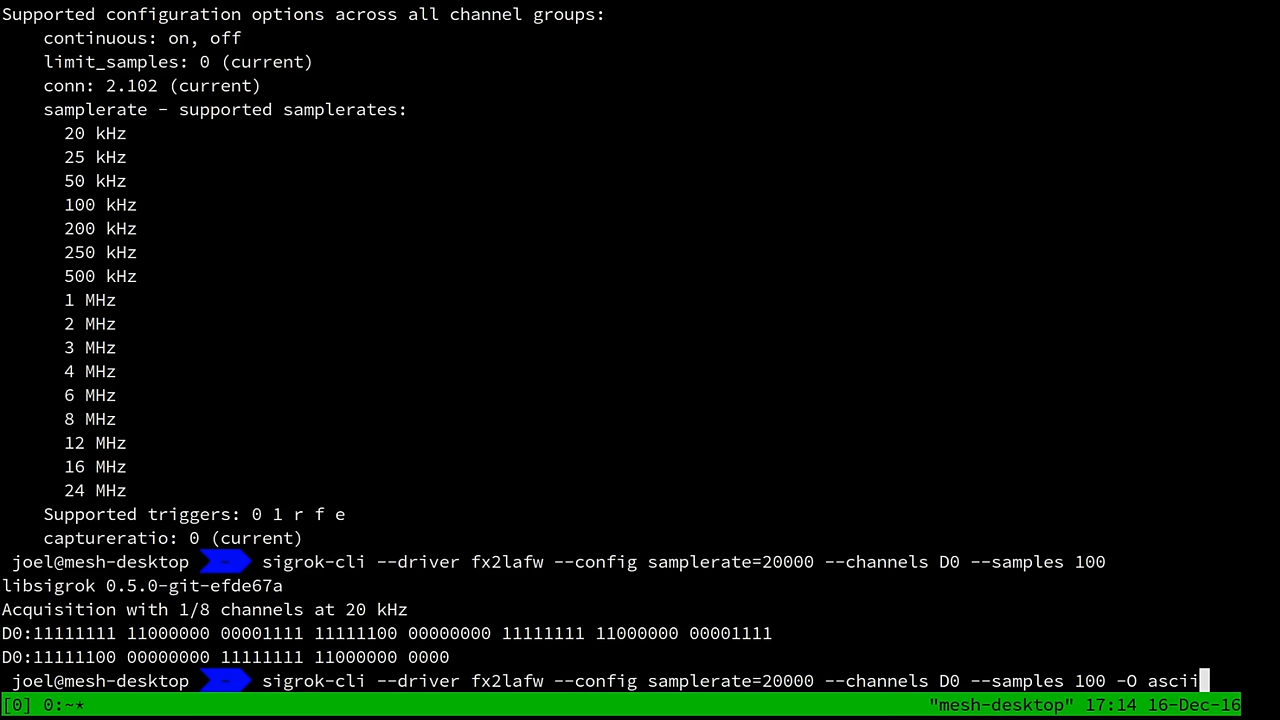 Supported configuration options across all channel groups:
continuous: on, off
limit_samples: 0 (current)
conn: 2.102 (current)
samplerate - supported samplerates:
20 kHz
25 kHz
50 kHz
100 kHz
200 kHz
250 kHz
500 kHz
1 MHz
2 MHz
3 MHz
4 MHz
6 MHz
8 MHz
12 MHz
16 MHz
24 MHz
Supported triggers: 0 1 r f e
captureratio: 0 (current)
joel@mesh-desktop ~ sigrok-cli --driver fx2lafw --config samplerate=20000 --channels D0 --samples 100
libsigrok 0.5.0-git-efde67a
Acquisition with 1/8 channels at 20 kHz
D0:11111111 11000000 00001111 11111100 00000000 11111111 11000000 00001111
D0:11111100 00000000 11111111 11000000 0000
joel@mesh-desktop ~ sigrok-cli --driver fx2lafw --config samplerate=20000 --channels D0 --samples 100 -O ascii
[0] 0:~* "mesh-desktop" 17:14 16-Dec-16